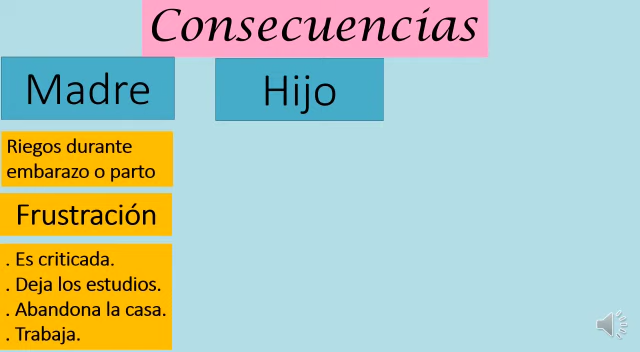 Consecuencias
Madre
Hijo
Riegos durante
embarazo o parto
Frustración
. Es criticada.
. Deja los estudios.
. Abandona la casa.
. Trabaja.